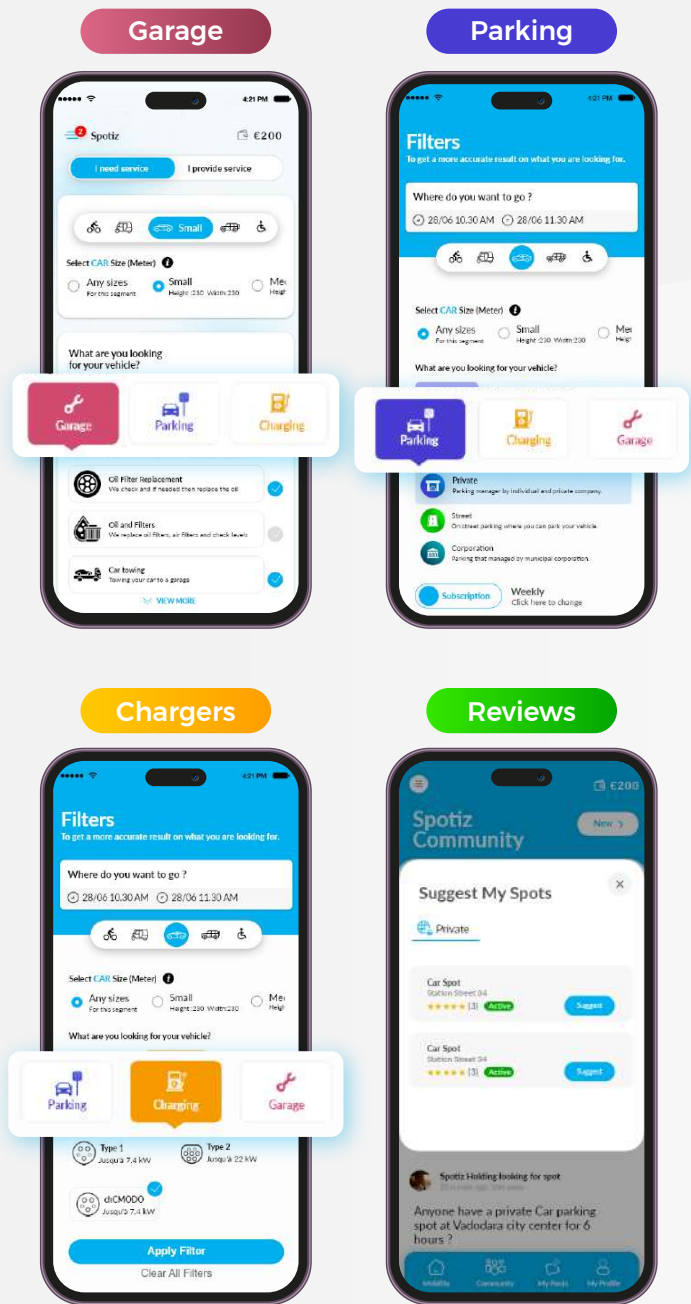 Garage
4:21 PM
2
Spotiz
€200
I need service
I provide service
Small
Select CAR Size (Meter)
Any sizes
For this segment
Small
Height :230 Width:230
What are you looking
for your vehicle?
Garage
Parking
Charging
Oil Filter Replacement
We check and if needed then replace the oil
Oil and Filters
We replace oil filters, air filters and check levels
Car towing
Towing your car to a garage
VIEW MORE
Parking
4:21 PM
Filters
To get a more accurate result on what you are looking for.
Where do you want to go ?
28/06 10.30 AM
28/06 11.30 AM
Select CAR Size (Meter)
Any sizes
For this segment
Small
Height :230 Width:230
What are you looking for your vehicle?
Parking
Charging
Garage
Private
Parking manager by individual and private company.
Street
On street parking where you can park your vehicle.
Corporation
Parking that managed by municipal corporation.
Subscription
Weekly
Click here to change
Chargers
4:21 PM
Filters
To get a more accurate result on what you are looking for.
Where do you want to go ?
28/06 10.30 AM
28/06 11.30 AM
Select CAR Size (Meter)
Any sizes
For this segment
Small
Height :230 Width:230
What are you looking for your vehicle?
Parking
Charging
Garage
Type 1
Jusqu'à 7.4 kW
Type 2
Jusqu'à 22 kW
chCMODO
Jusqu'à 7.4 kW
Apply Filtor
Clear All Filters
Reviews
€200
Spotiz
Community
New
Suggest My Spots
Private
Car Spot
Station Street 34
(3)
Active
Suggest
Car Spot
Station Street 34
(3)
Active
Suggest
Spotiz Holding looking for spot
Anyone have a private Car parking
spot at Vadodara city center for 6
hours ?
Mobility
Community
My Posts
My Profile